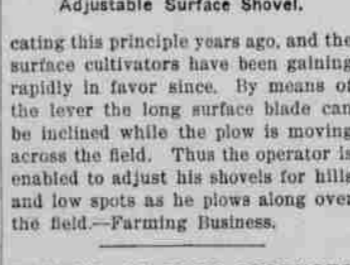 Adjustable Surface Shovel.
cating this principle years ago, and the
surface cultivators have been gaining
rapidly in favor since. By means of
the lever the long surface blade can
be inclined while the plow is moving
across the field. Thus the operator is
enabled to adjust his shovels for hills
and low spots as he plows along over
the field.—Farming Business.